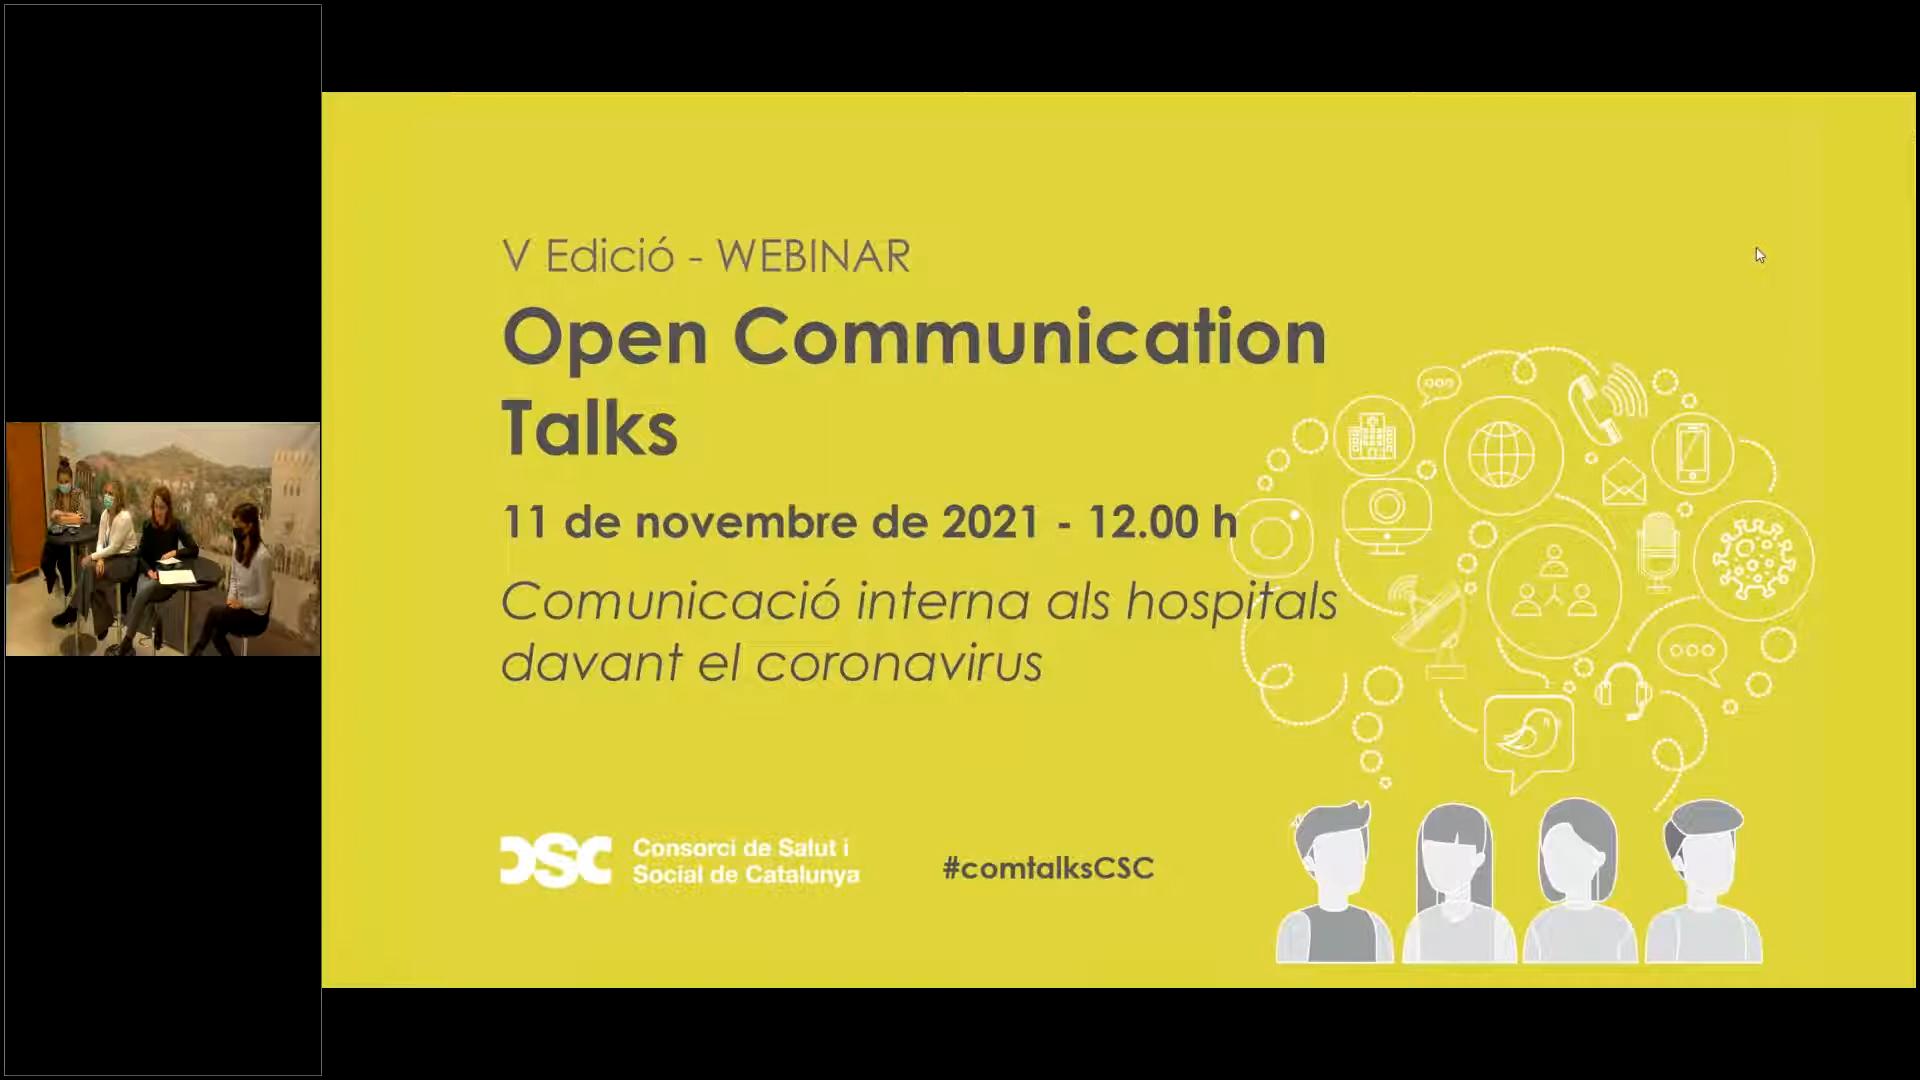 V Edició - WEBINAR
Open Communication
Talks
11 de novembre de 2021 - 12.00 h
Comunicació interna als hospitals
davant el coronavirus
CSC
Consorci de Salut i
Social de Catalunya
#comtalksCSC